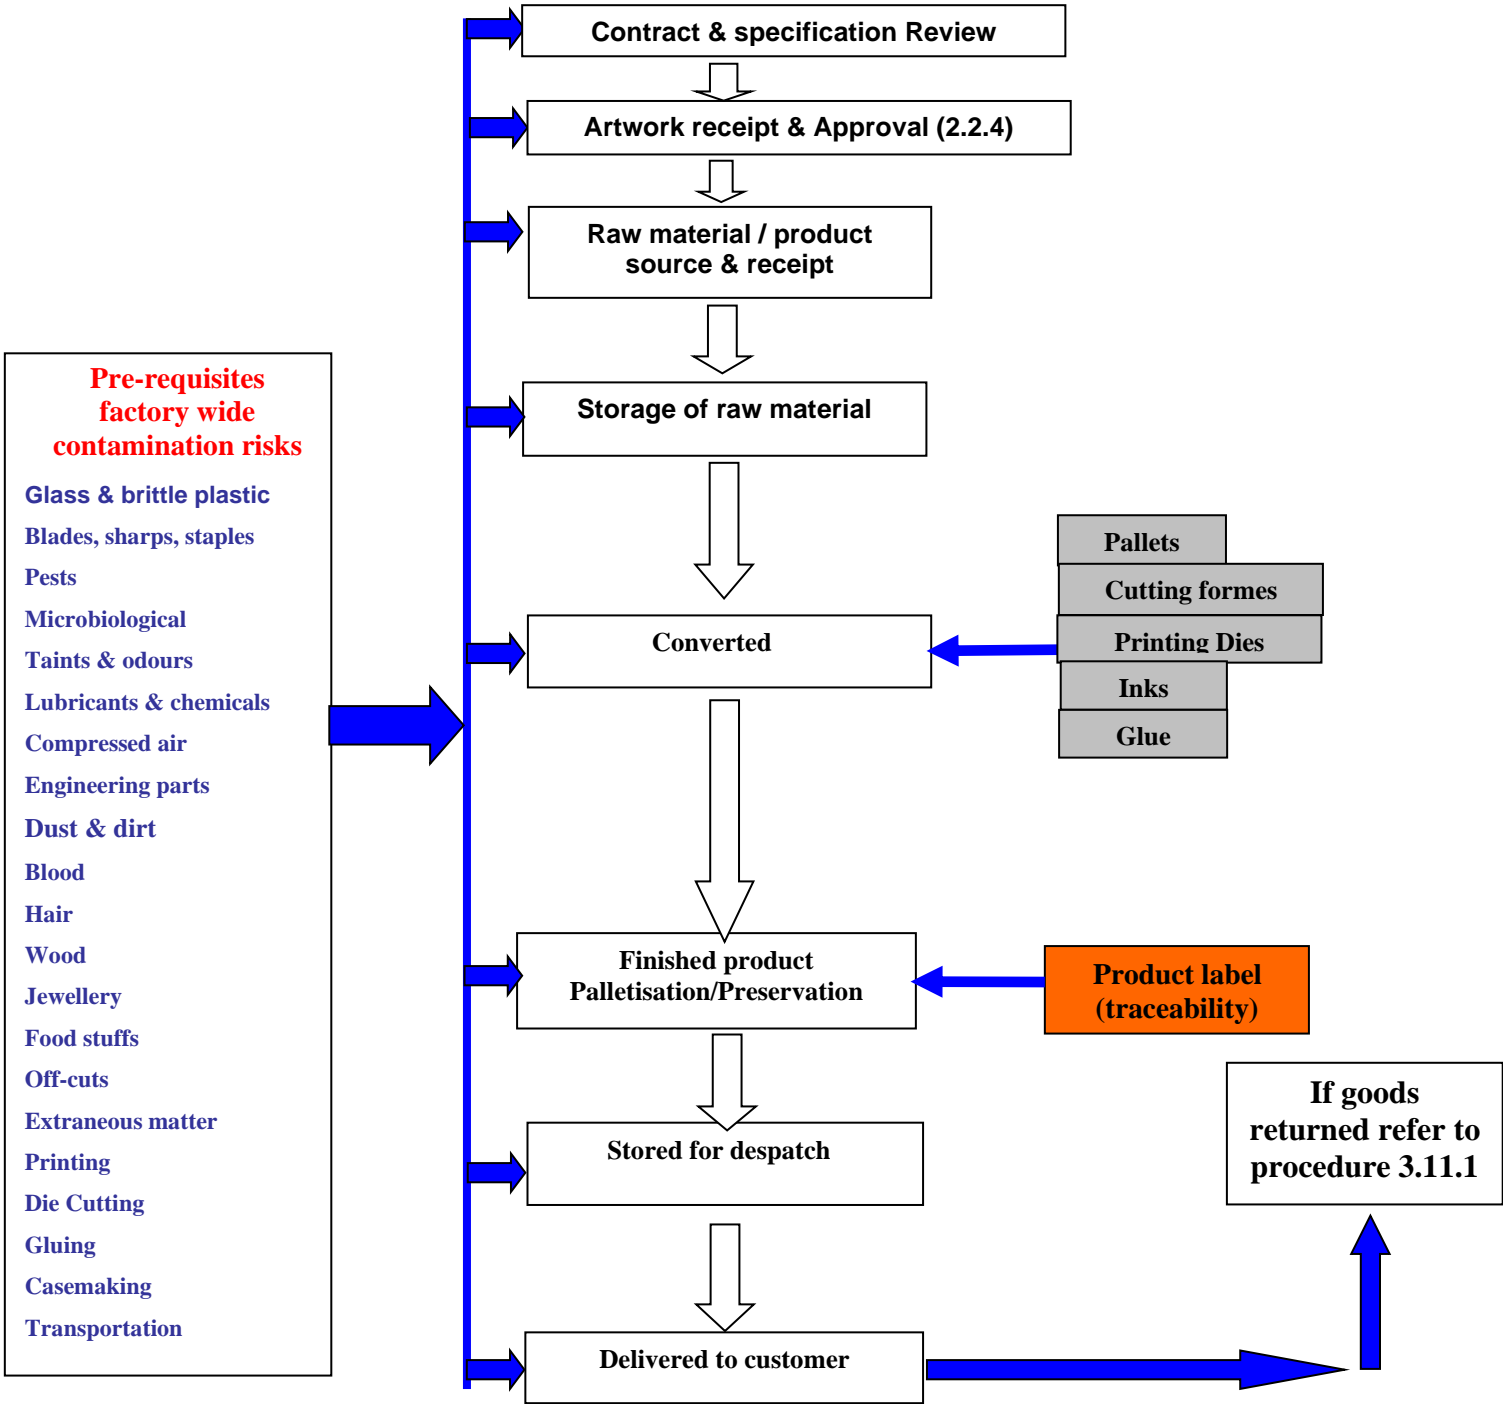 Contract & specification Review
Artwork receipt & Approval (2.2.4)
Raw material / product
source & receipt
Storage of raw material
Converted
Finished product
Palletisation/Preservation
Stored for despatch
Delivered to customer
Pre-requisites
factory wide
contamination risks
Glass & brittle plastic
Blades, sharps, staples
Pests
Microbiological
Taints & odours
Lubricants & chemicals
Compressed air
Engineering parts
Dust & dirt
Blood
Hair
Wood
Jewellery
Food stuffs
Off-cuts
Extraneous matter
Printing
Die Cutting
Gluing
Casemaking
Transportation
Pallets
Cutting formes
Printing Dies
Inks
Glue
Product label
(traceability)
If goods
returned refer to
procedure 3.11.1